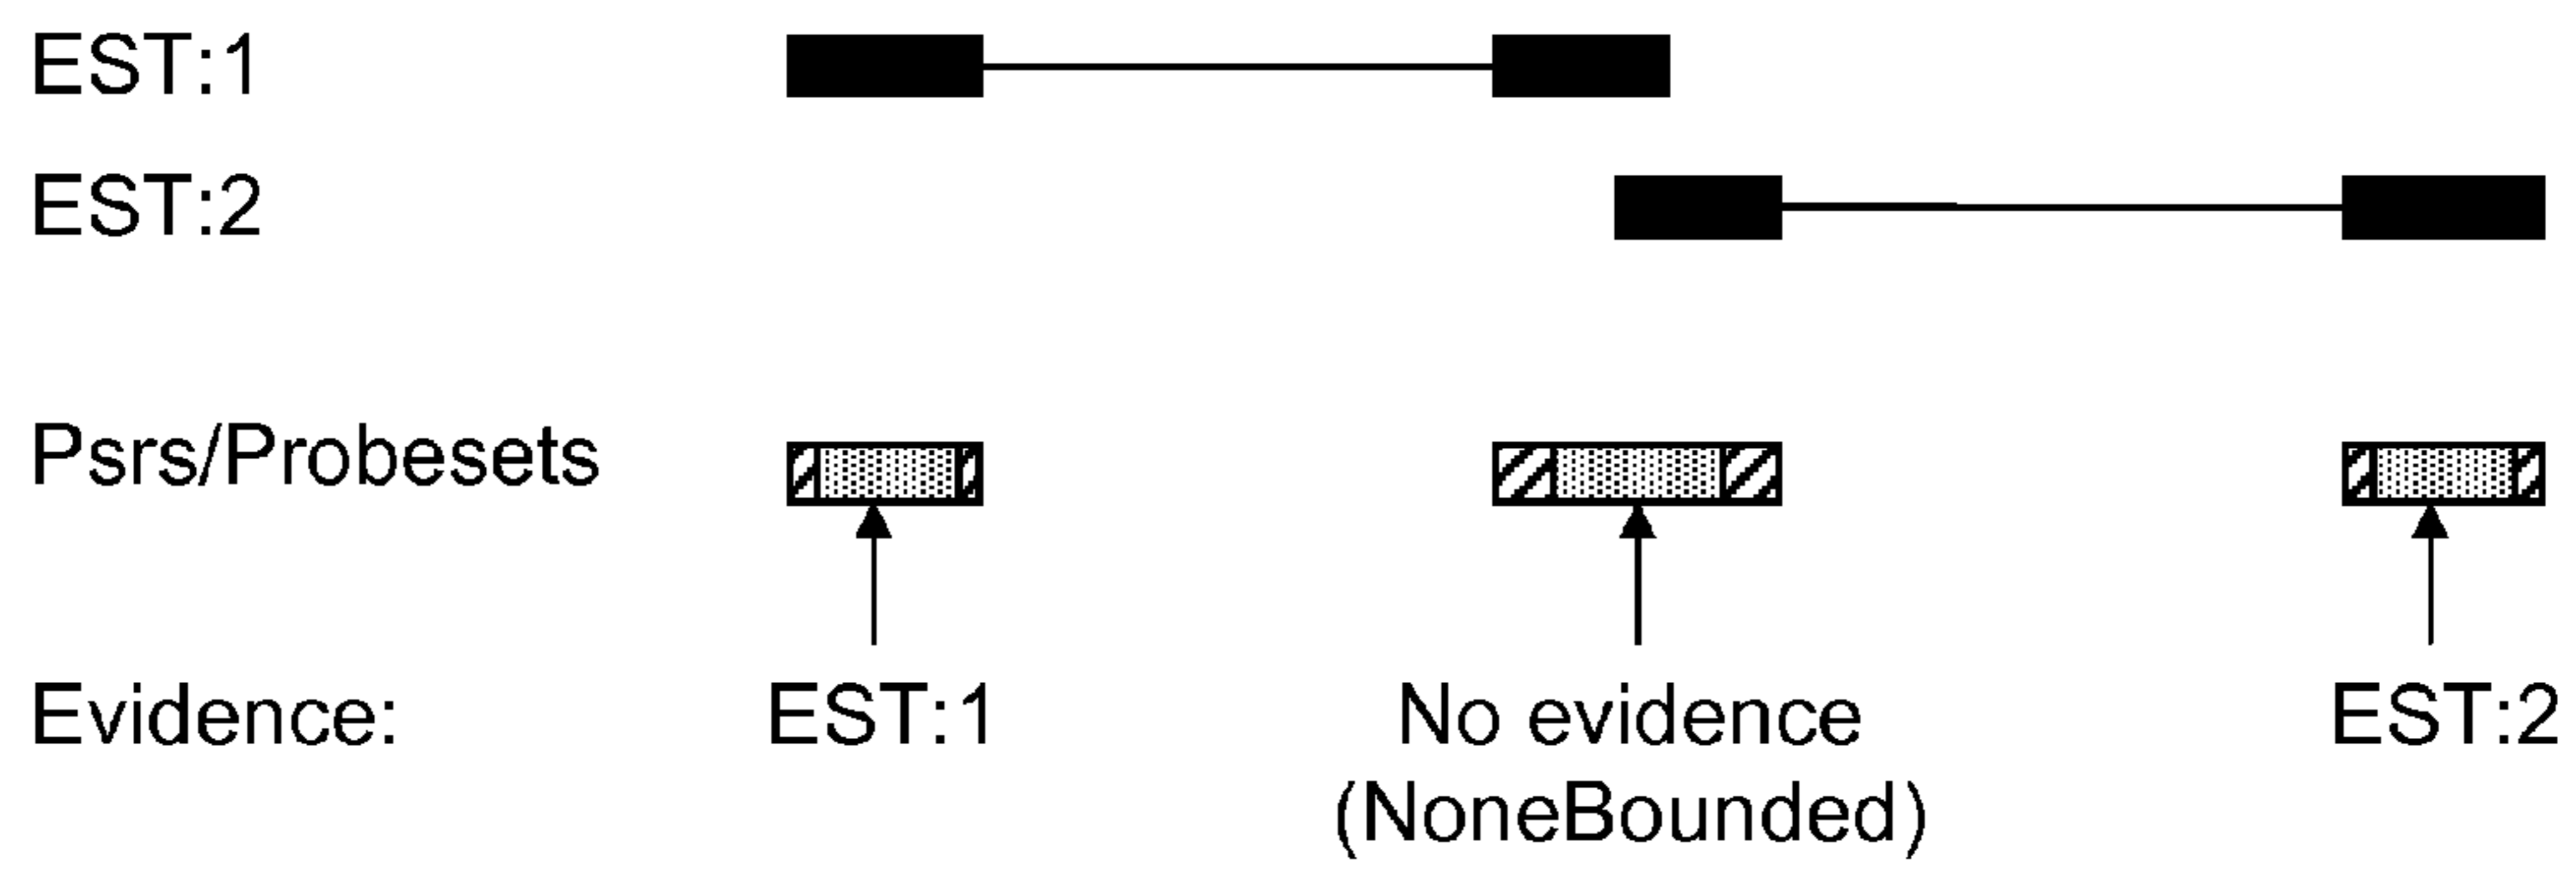 EST:1
EST:2
Psrs/Probesets
Evidence: EST:1 No evidence EST:2
(NoneBounded)